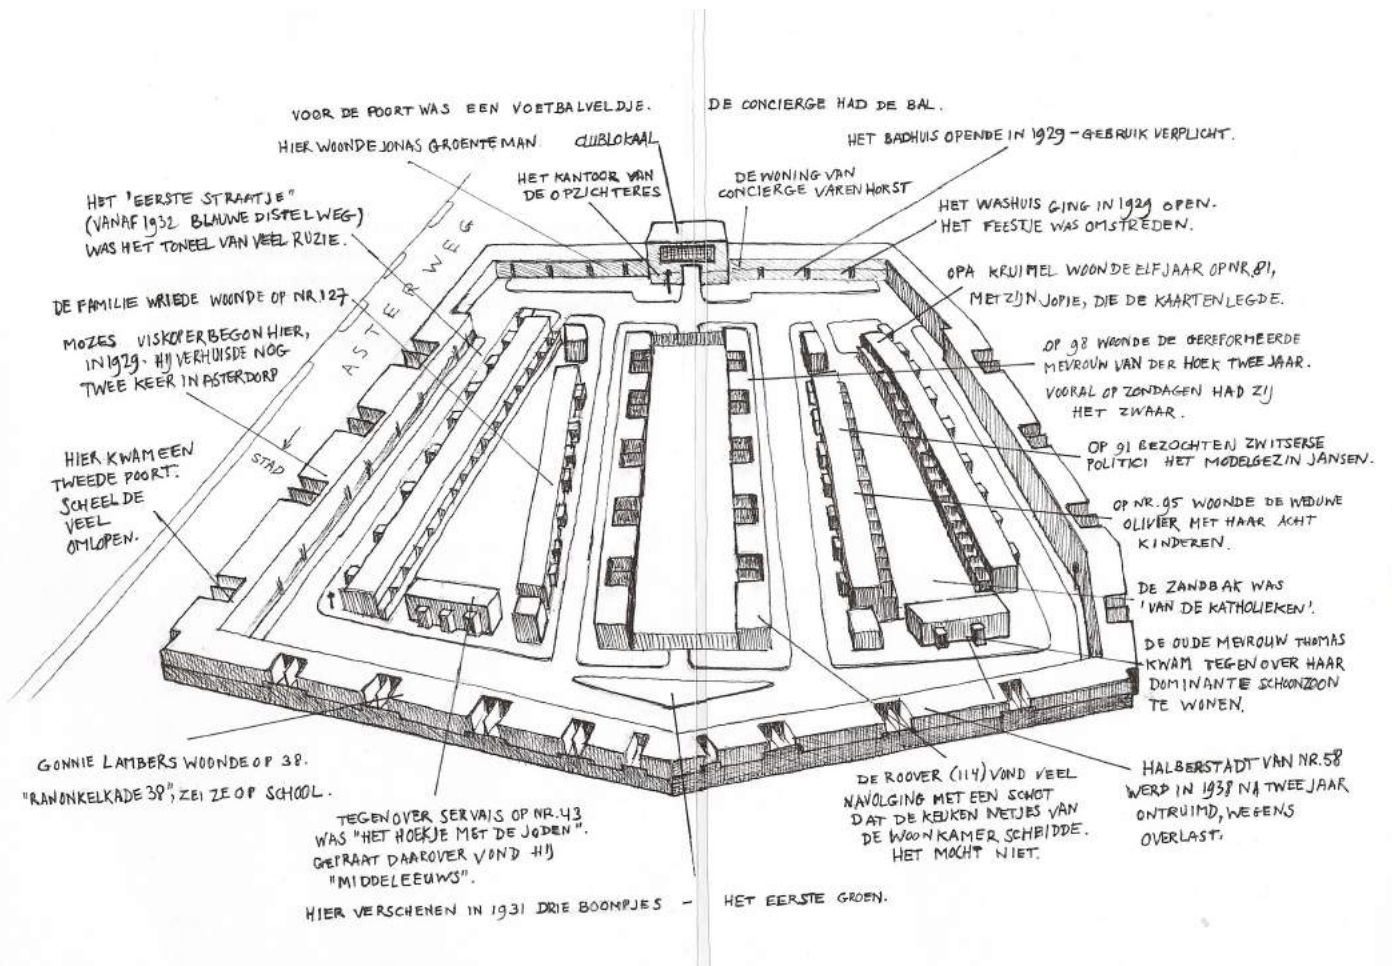 VOOR DE POORT WAS EEN VOETBALVELDJE.
DE CONCIERGE HAD DE BAL.
HIER WOONDE JONAS GROENTEMAN.
CLUBLOKAAL
HET BADHUIS OPENDE IN 1929 - GEBRUIK VERPLICHT.
HET KANTOOR VAN
DE OPZICHTERES
DE WONING VAN
CONCIERGE VARENHORST
HET 'EERSTE STRAATJE"
(VANAF 1932 BLAUWE DISTELWEG)
WAS HET TONEEL VAN VEEL RUZIE.
HET WASHUIS GING IN 1929 OPEN.
HET FEESTJE WAS OMSTREDEN.
ASTERWEG
OPA KRUIMEL WOONDE ELF JAAR OP NR. 81,
MET ZIJN JOPIE, DIE DE KAARTEN LEGDE.
DE FAMILIE WRIEDE WOONDE OP NR. 127
MOZES VISKOPER BEGON HIER,
IN 1929. HIJ VERHUISDE NOG
TWEE KEER IN ASTERDORP
OP 98 WOONDE DE GEREFORMEERDE
MEVROUW VAN DER HOEK TWEE JAAR.
VOORAL OP ZONDAGEN HAD ZIJ
HET ZWAAR.
STAD
HIER KWAM EEN
TWEEDE POORT.
SCHEELDE
VEEL
OMLOPEN.
OP 91 BEZOCHTEN ZWITSERSE
POLITICI HET MODELGEZIN JANSEN.
OP NR. 95 WOONDE DE WEDUWE
OLIVIER MET HAAR ACHT
KINDEREN.
DE ZANDBAK WAS
'VAN DE KATHOLIEKEN'.
DE OUDE MEVROUW THOMAS
KWAM TEGENOVER HAAR
DOMINANTE SCHOONZOON
TE WONEN.
GONNIE LAMBERS WOONDE OP 38.
"RANONKELKADE 38", ZEI ZE OP SCHOOL.
TEGENOVER SERVAIS OP NR. 43
WAS "HET HOEKJE MET DE JODEN".
GEPRAAT DAAROVER VOND HIJ
"MIDDELEEUWS".
DE ROOVER (114) VOND VEEL
NAVOLGING MET EEN SCHOT
DAT DE KEUKEN NETJES VAN
DE WOONKAMER SCHEIDDE.
HET MOCHT NIET.
HALBERSTADT VAN NR. 58
WERD IN 1938 NA TWEE JAAR
ONTRUIMD, WEGENS
OVERLAST.
HIER VERSCHENEN IN 1931 DRIE BOOMPJES - HET EERSTE GROEN.